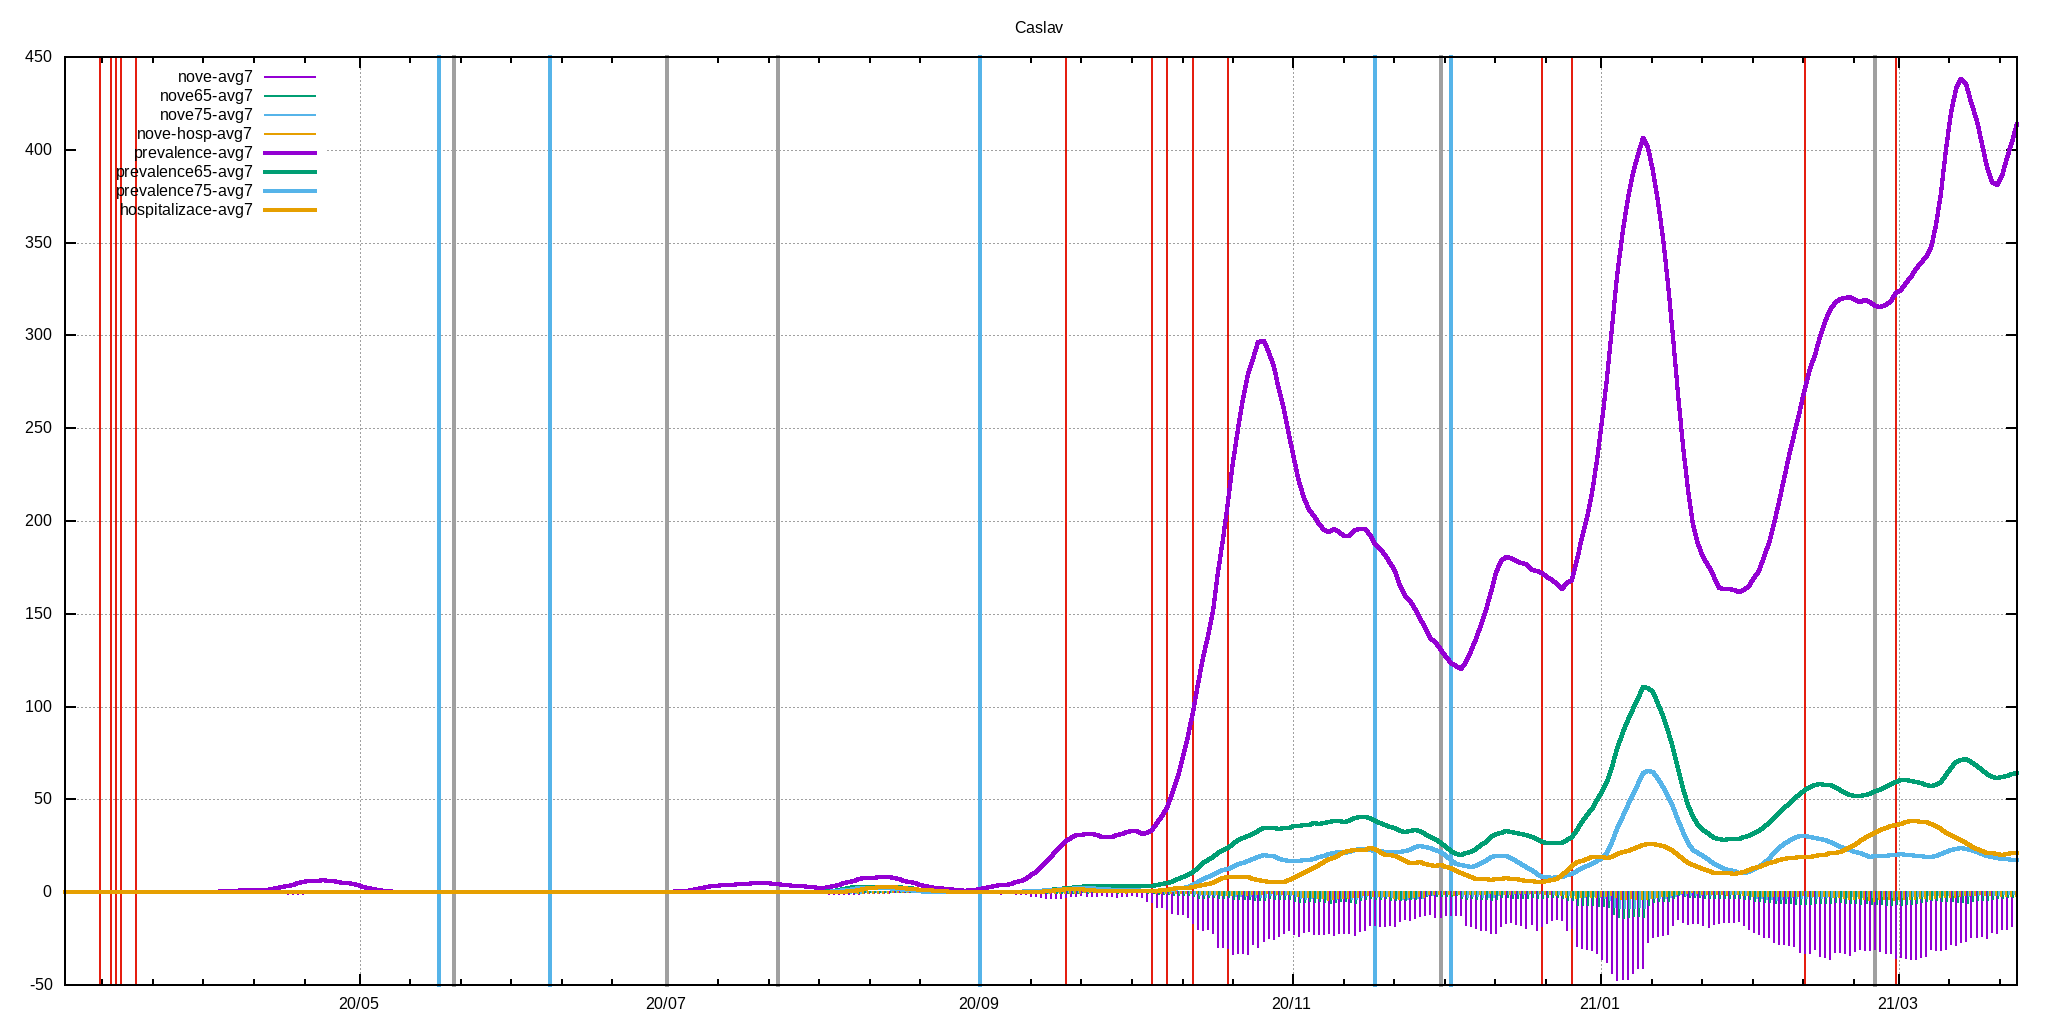 Caslav
450
400
350
300
250
200
150
100
50
0
-50
nove-avg7
nove65-avg7
nove75-avg7
nove-hosp-avg7
prevalence-avg7
prevalence65-avg7
prevalence75-avg7
hospitalizace-avg7
20/05 20/07 20/09 20/11 21/01 21/03